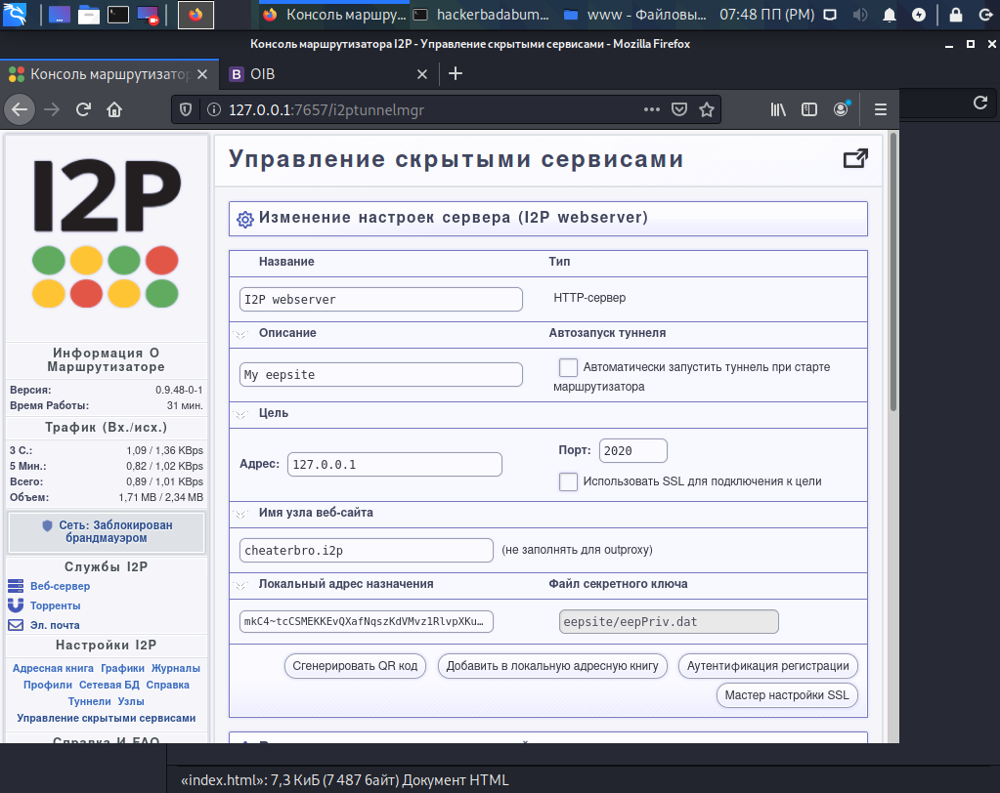 Консоль маршру...
hackerbadabum...
www - Файловы...
07:48 ПП (PM)
Консоль маршрутизатора I2P - Управление скрытыми сервисами - Mozilla Firefox
Консоль маршрутизатор
OIB
127.0.0.1:7657/i2ptunnelmgr
I2P
Информация О
Маршрутизаторе
Версия: 0.9.48-0-1
Время Работы: 31 мин.
Трафик (Вх./исх.)
3 С.: 1,09 / 1,36 KBps
5 Мин.: 0,82 / 1,02 KBps
Всего: 0,89 / 1,01 KBps
Объем: 1,71 MB / 2,34 MB
Сеть: Заблокирован
брандмауэром
Службы I2P
Веб-сервер
Торренты
Эл. почта
Настройки I2P
Адресная книга Графики Журналы
Профили Сетевая БД Справка
Туннели Узлы
Управление скрытыми сервисами
Справка И FAQ
Управление скрытыми сервисами
Изменение настроек сервера (I2P webserver)
Название Тип
I2P webserver HTTP-сервер
Описание Автозапуск туннеля
My eepsite
Автоматически запустить туннель при старте
маршрутизатора
Цель
Адрес: 127.0.0.1
Порт: 2020
Использовать SSL для подключения к цели
Имя узла веб-сайта
cheaterbro.i2p (не заполнять для outproxy)
Локальный адрес назначения Файл секретного ключа
mkC4~tcCSMEKKEvQXafNqszKdVMvz1RlvpXKu… eepsite/eepPriv.dat
Сгенерировать QR код Добавить в локальную адресную книгу Аутентификация регистрации
Мастер настройки SSL
«index.html»: 7,3 КиБ (7 487 байт) Документ HTML